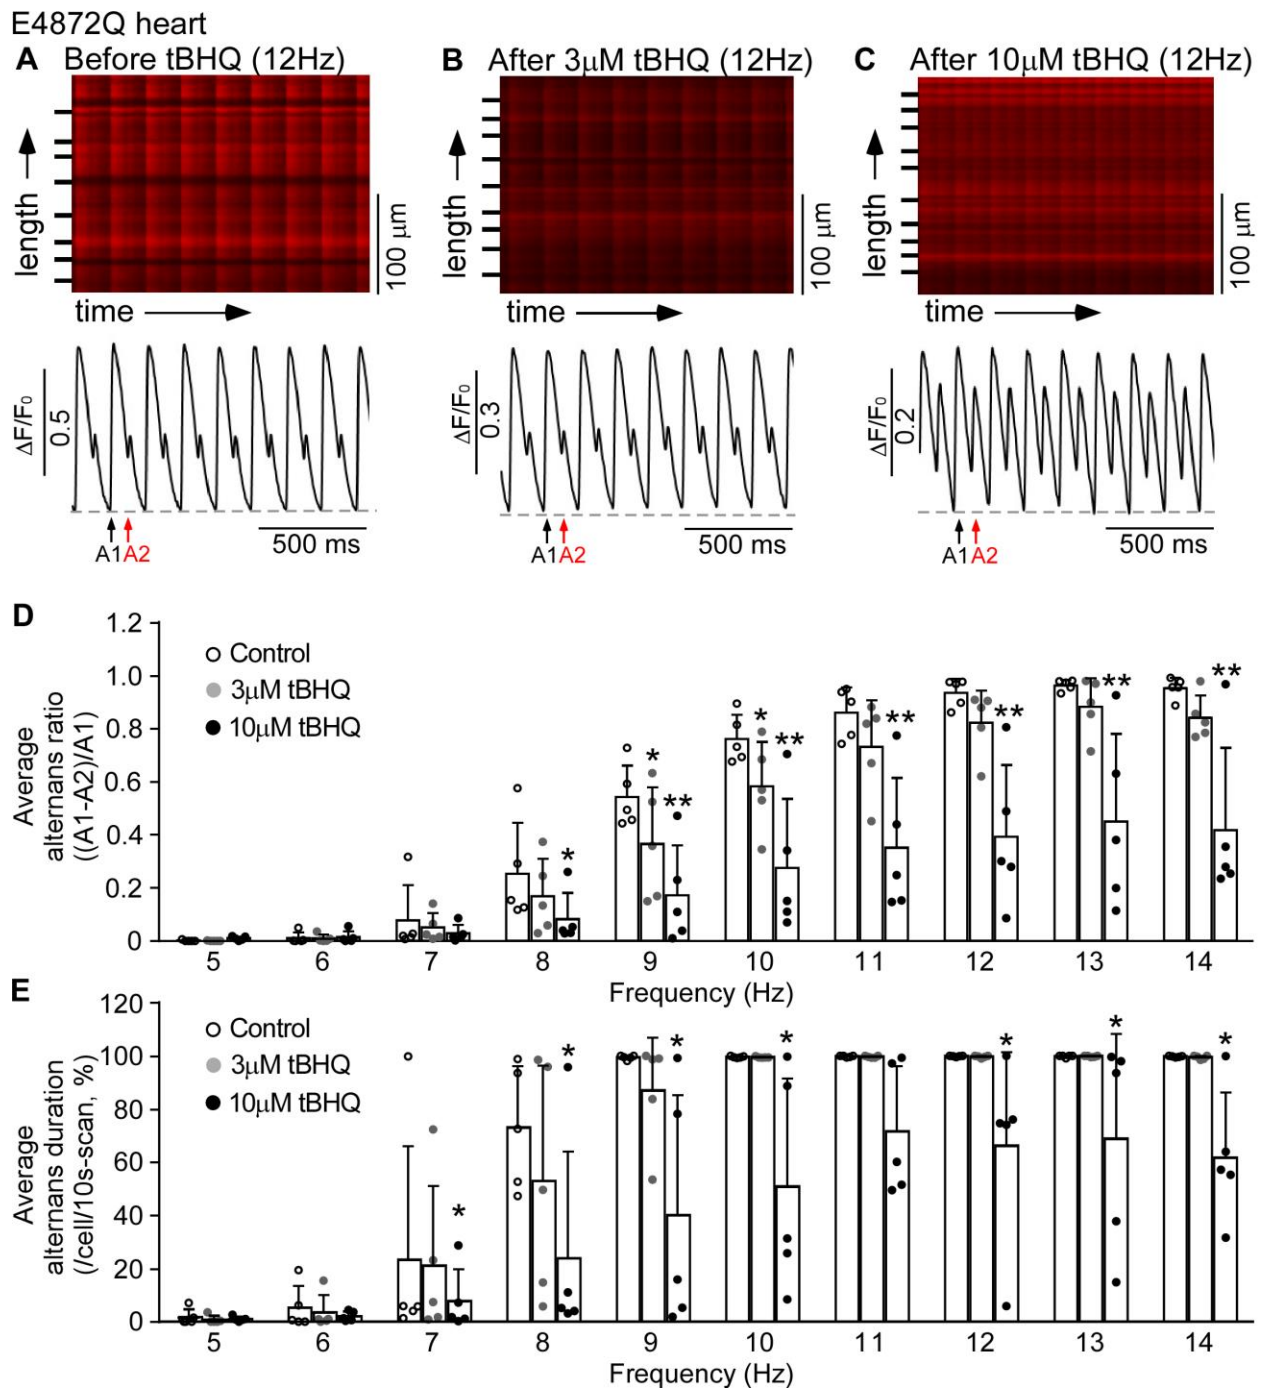 E4872Q heart
A Before tBHQ (12Hz)
length
time
100 μm
ΔF/F₀
0.5
A1 A2
500 ms
B After 3μM tBHQ (12Hz)
length
time
100 μm
ΔF/F₀
0.3
A1 A2
500 ms
C After 10μM tBHQ (12Hz)
length
time
100 μm
ΔF/F₀
0.2
A1 A2
500 ms
D
Average
alternans ratio
((A1-A2)/A1)
1.2
1.0
0.8
0.6
0.4
0.2
0
Control
3μM tBHQ
10μM tBHQ
* * ** * ** ** ** ** **
5 6 7 8 9 10 11 12 13 14
Frequency (Hz)
E
Average
alternans duration
(/cell/10s-scan, %)
120
100
80
60
40
20
0
Control
3μM tBHQ
10μM tBHQ
* * * * * * *
5 6 7 8 9 10 11 12 13 14
Frequency (Hz)